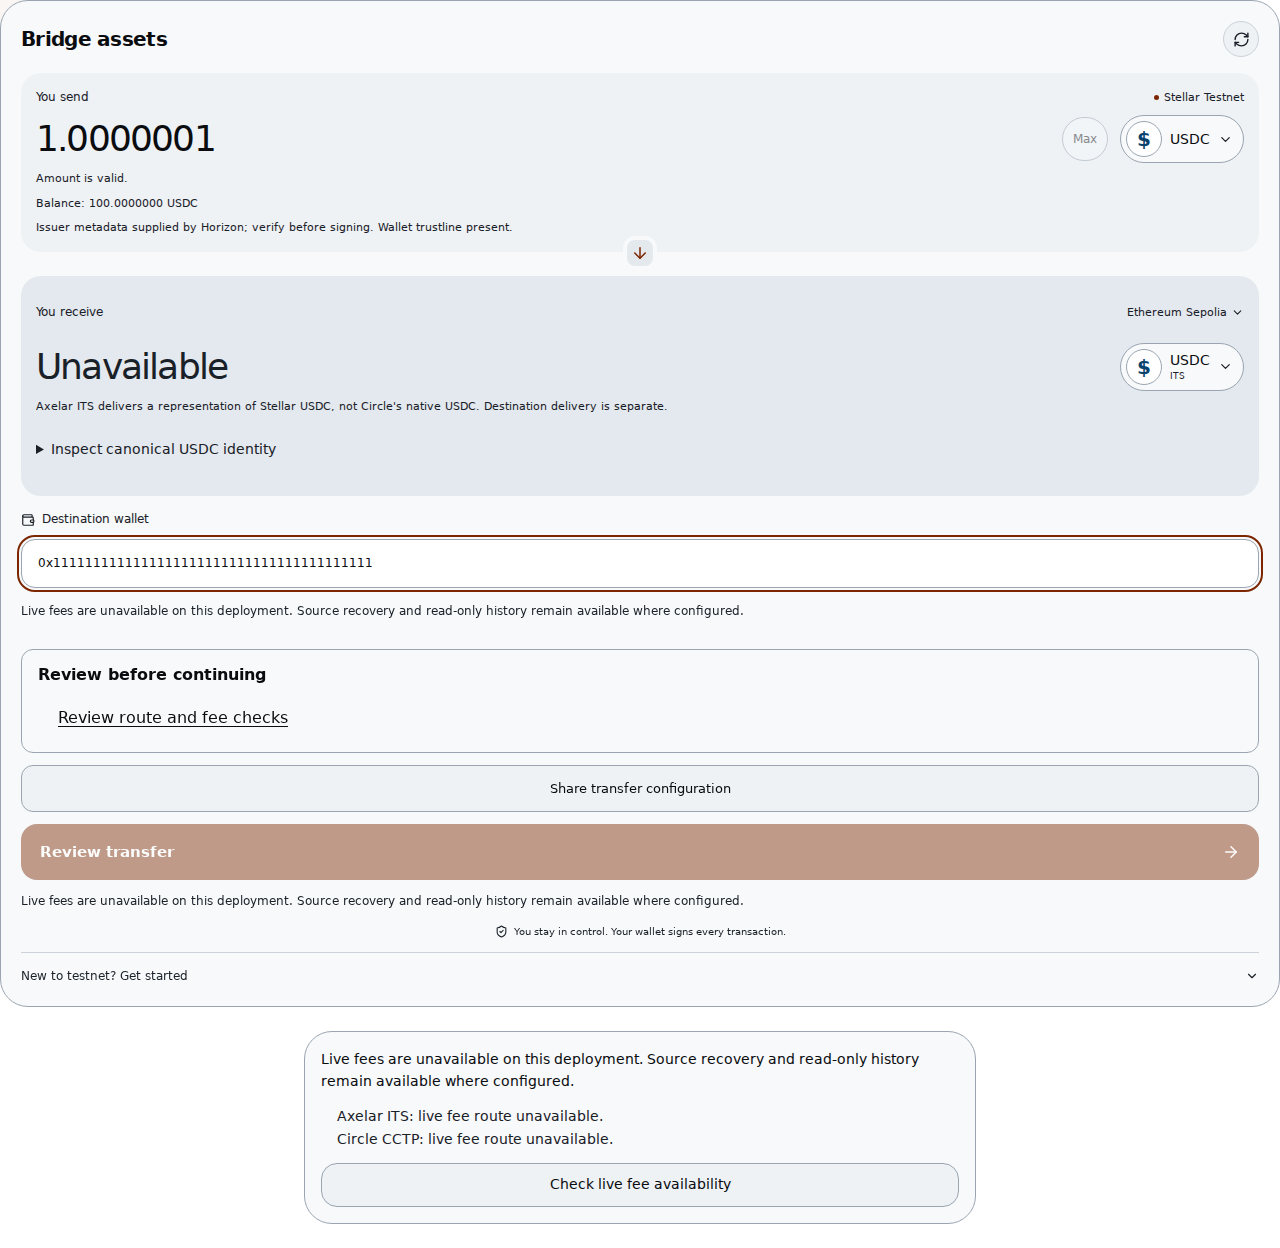 Bridge assets
You send
Stellar Testnet
1.0000001
Max
$ USDC
Amount is valid.
Balance: 100.0000000 USDC
Issuer metadata supplied by Horizon; verify before signing. Wallet trustline present.
You receive
Ethereum Sepolia
Unavailable
$ USDC
ITS
Axelar ITS delivers a representation of Stellar USDC, not Circle's native USDC. Destination delivery is separate.
Inspect canonical USDC identity
Destination wallet
0x1111111111111111111111111111111111111111
Live fees are unavailable on this deployment. Source recovery and read-only history remain available where configured.
Review before continuing
Review route and fee checks
Share transfer configuration
Review transfer
Live fees are unavailable on this deployment. Source recovery and read-only history remain available where configured.
You stay in control. Your wallet signs every transaction.
New to testnet? Get started
Live fees are unavailable on this deployment. Source recovery and read-only history
remain available where configured.
Axelar ITS: live fee route unavailable.
Circle CCTP: live fee route unavailable.
Check live fee availability